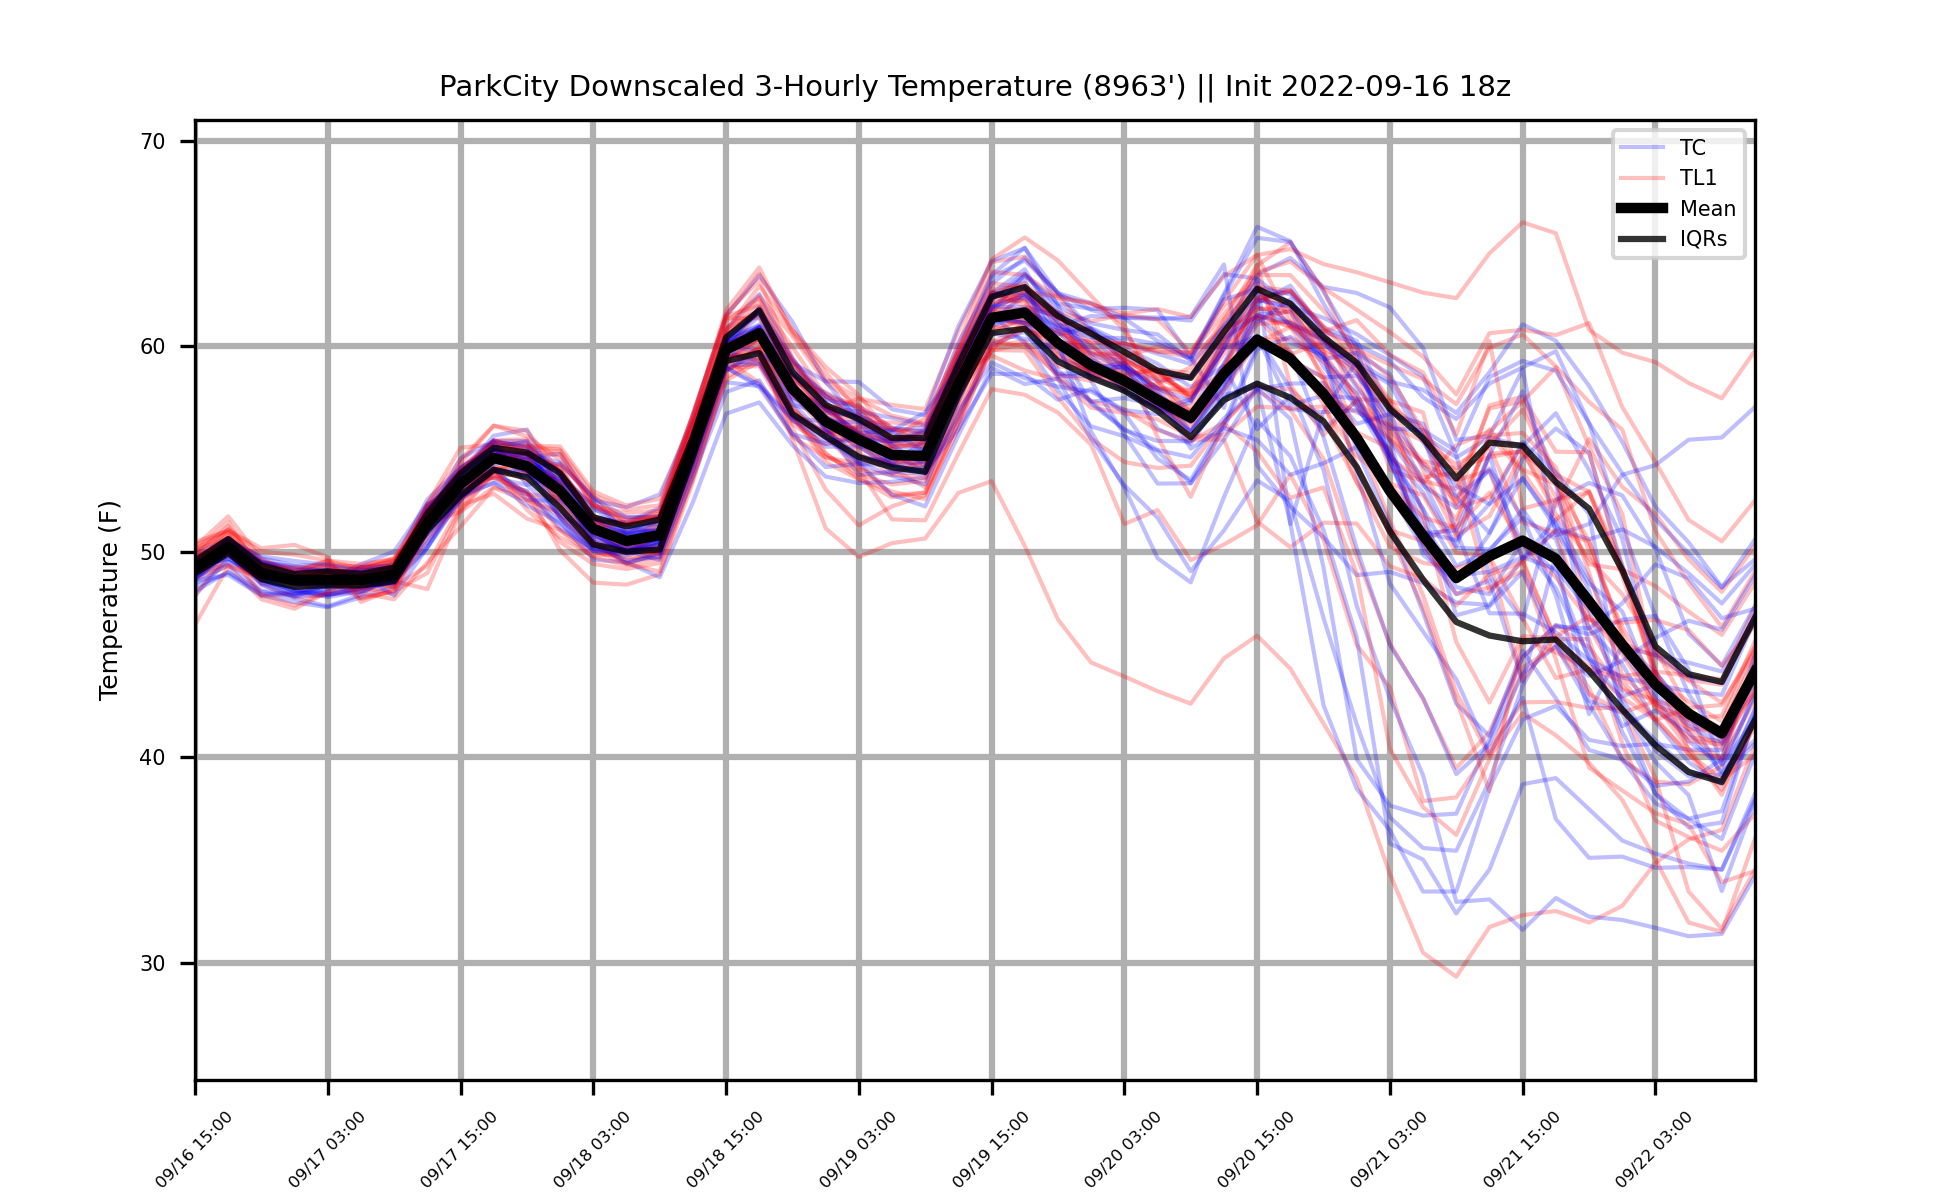 ParkCity Downscaled 3-Hourly Temperature (8963') || Init 2022-09-16 18z
TC
TL1
Mean
IQRs
Temperature (F)
70
60
50
40
30
09/16 15:00
09/17 03:00
09/17 15:00
09/18 03:00
09/18 15:00
09/19 03:00
09/19 15:00
09/20 03:00
09/20 15:00
09/21 03:00
09/21 15:00
09/22 03:00